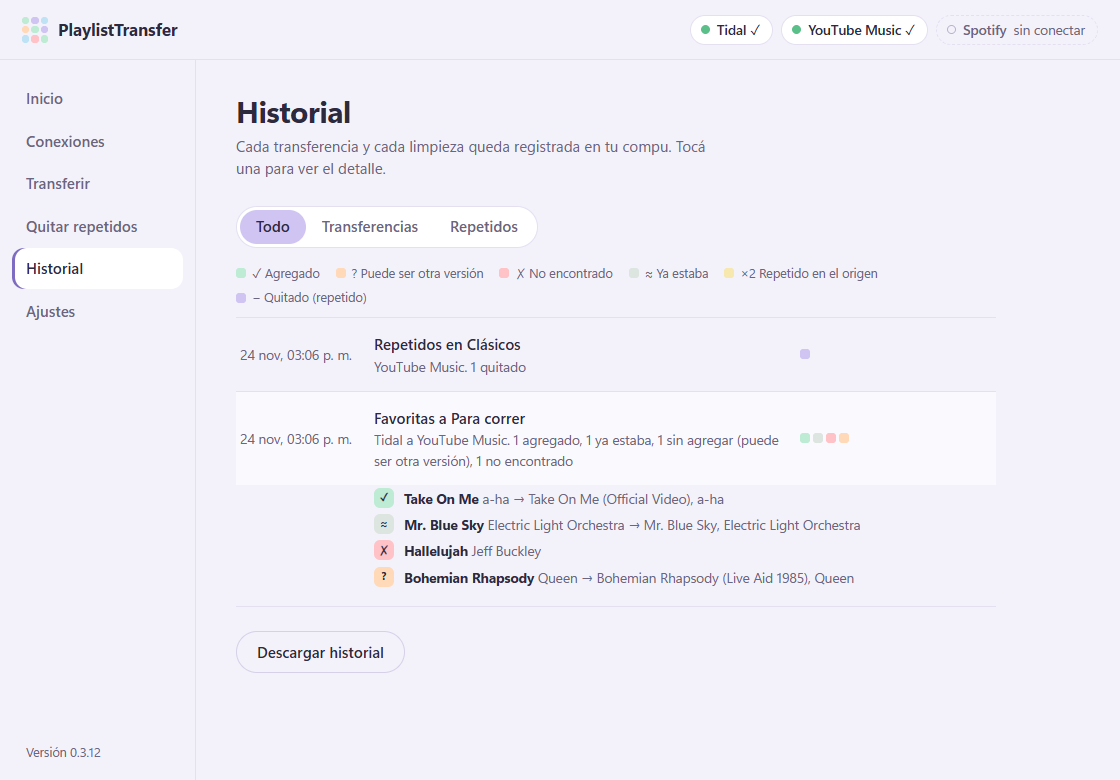 PlaylistTransfer
Tidal ✓
YouTube Music ✓
Spotify sin conectar
Inicio
Conexiones
Transferir
Quitar repetidos
Historial
Ajustes
Versión 0.3.12
Historial
Cada transferencia y cada limpieza queda registrada en tu compu. Tocá
una para ver el detalle.
Todo
Transferencias
Repetidos
✓ Agregado
? Puede ser otra versión
✗ No encontrado
≈ Ya estaba
×2 Repetido en el origen
– Quitado (repetido)
24 nov, 03:06 p. m.
Repetidos en Clásicos
YouTube Music. 1 quitado
24 nov, 03:06 p. m.
Favoritas a Para correr
Tidal a YouTube Music. 1 agregado, 1 ya estaba, 1 sin agregar (puede
ser otra versión), 1 no encontrado
✓ Take On Me a-ha → Take On Me (Official Video), a-ha
≈ Mr. Blue Sky Electric Light Orchestra → Mr. Blue Sky, Electric Light Orchestra
✗ Hallelujah Jeff Buckley
? Bohemian Rhapsody Queen → Bohemian Rhapsody (Live Aid 1985), Queen
Descargar historial